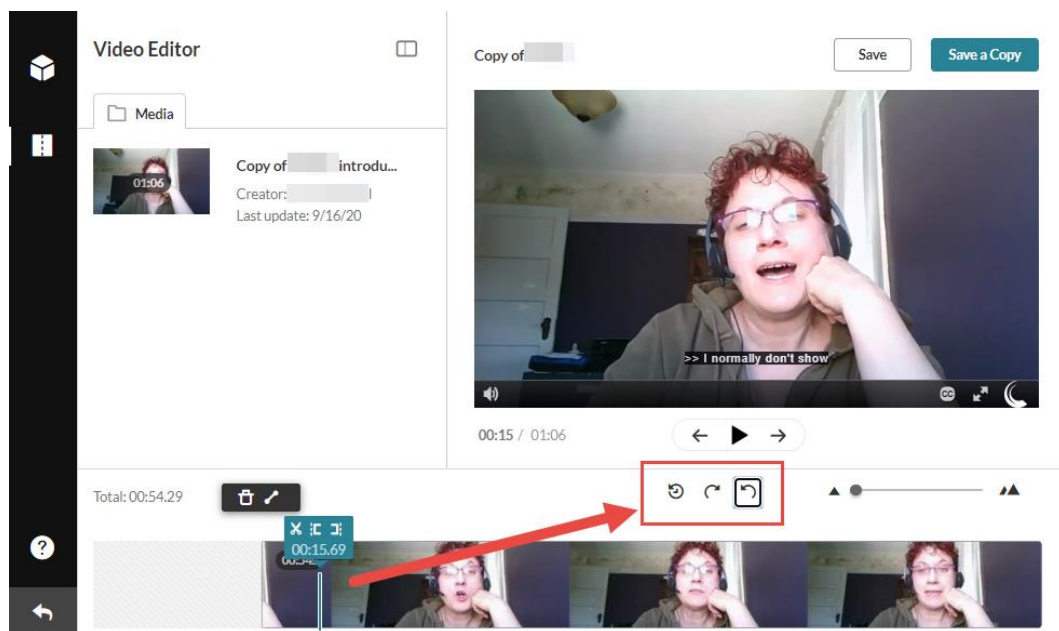 Video Editor
Media
01:06
Copy of introdu...
Creator: l
Last update: 9/16/20
Copy of
Save
Save a Copy
>> I normally don't show
CC
00:15 / 01:06
Total: 00:54.29
00:15.69
?